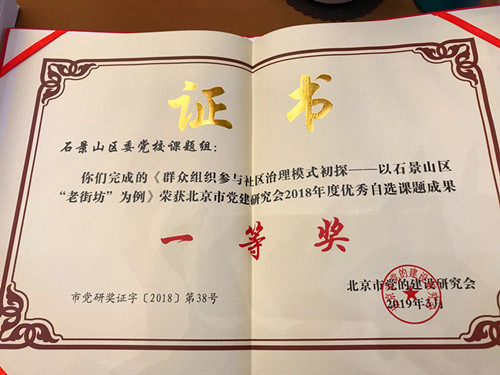 证书
石景山区委党校课题组：
你们完成的《群众组织参与社区治理模式初探——以石景山区
“老街坊”为例》荣获北京市党建研究会2018年度优秀自选课题成果
一等奖
北京市党的建设研究会
市党研奖证字〔2018〕第38号
2019年3月